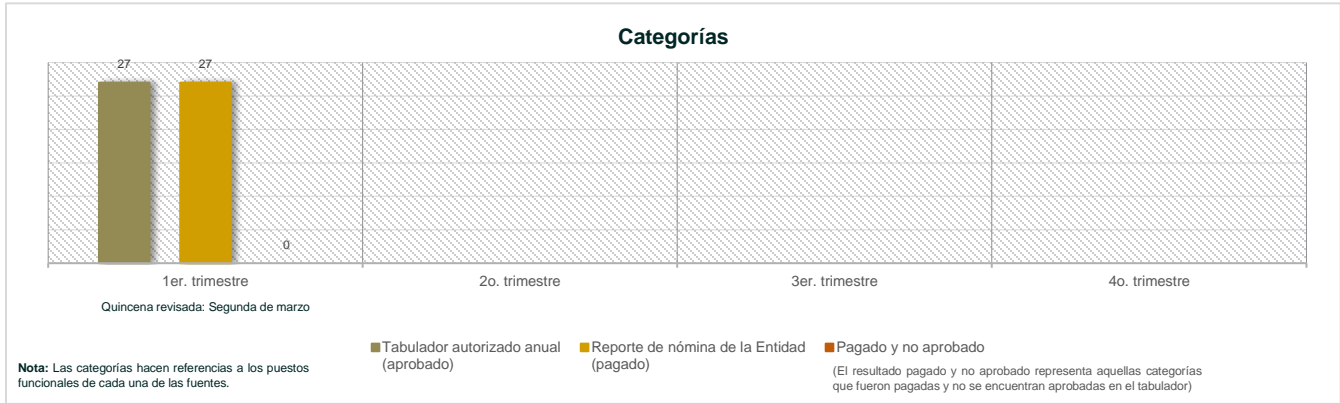 Categorías
27
27
0
1er. trimestre
2o. trimestre
3er. trimestre
4o. trimestre
Quincena revisada: Segunda de marzo
Tabulador autorizado anual
(aprobado)
Reporte de nómina de la Entidad
(pagado)
Pagado y no aprobado
(El resultado pagado y no aprobado representa aquellas categorías
que fueron pagadas y no se encuentran aprobadas en el tabulador)
Nota: Las categorías hacen referencias a los puestos
funcionales de cada una de las fuentes.